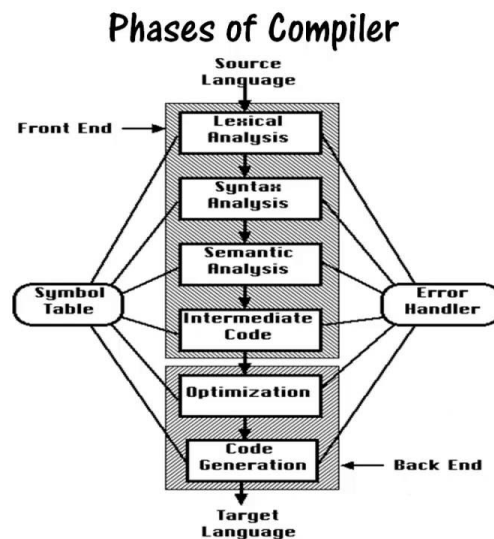 Phases of Compiler
Source
Language
Front End
Lexical
Analysis
Syntax
Analysis
Semantic
Analysis
Symbol
Table
Error
Handler
Intermediate
Code
Optimization
Code
Generation
Back End
Target
Language